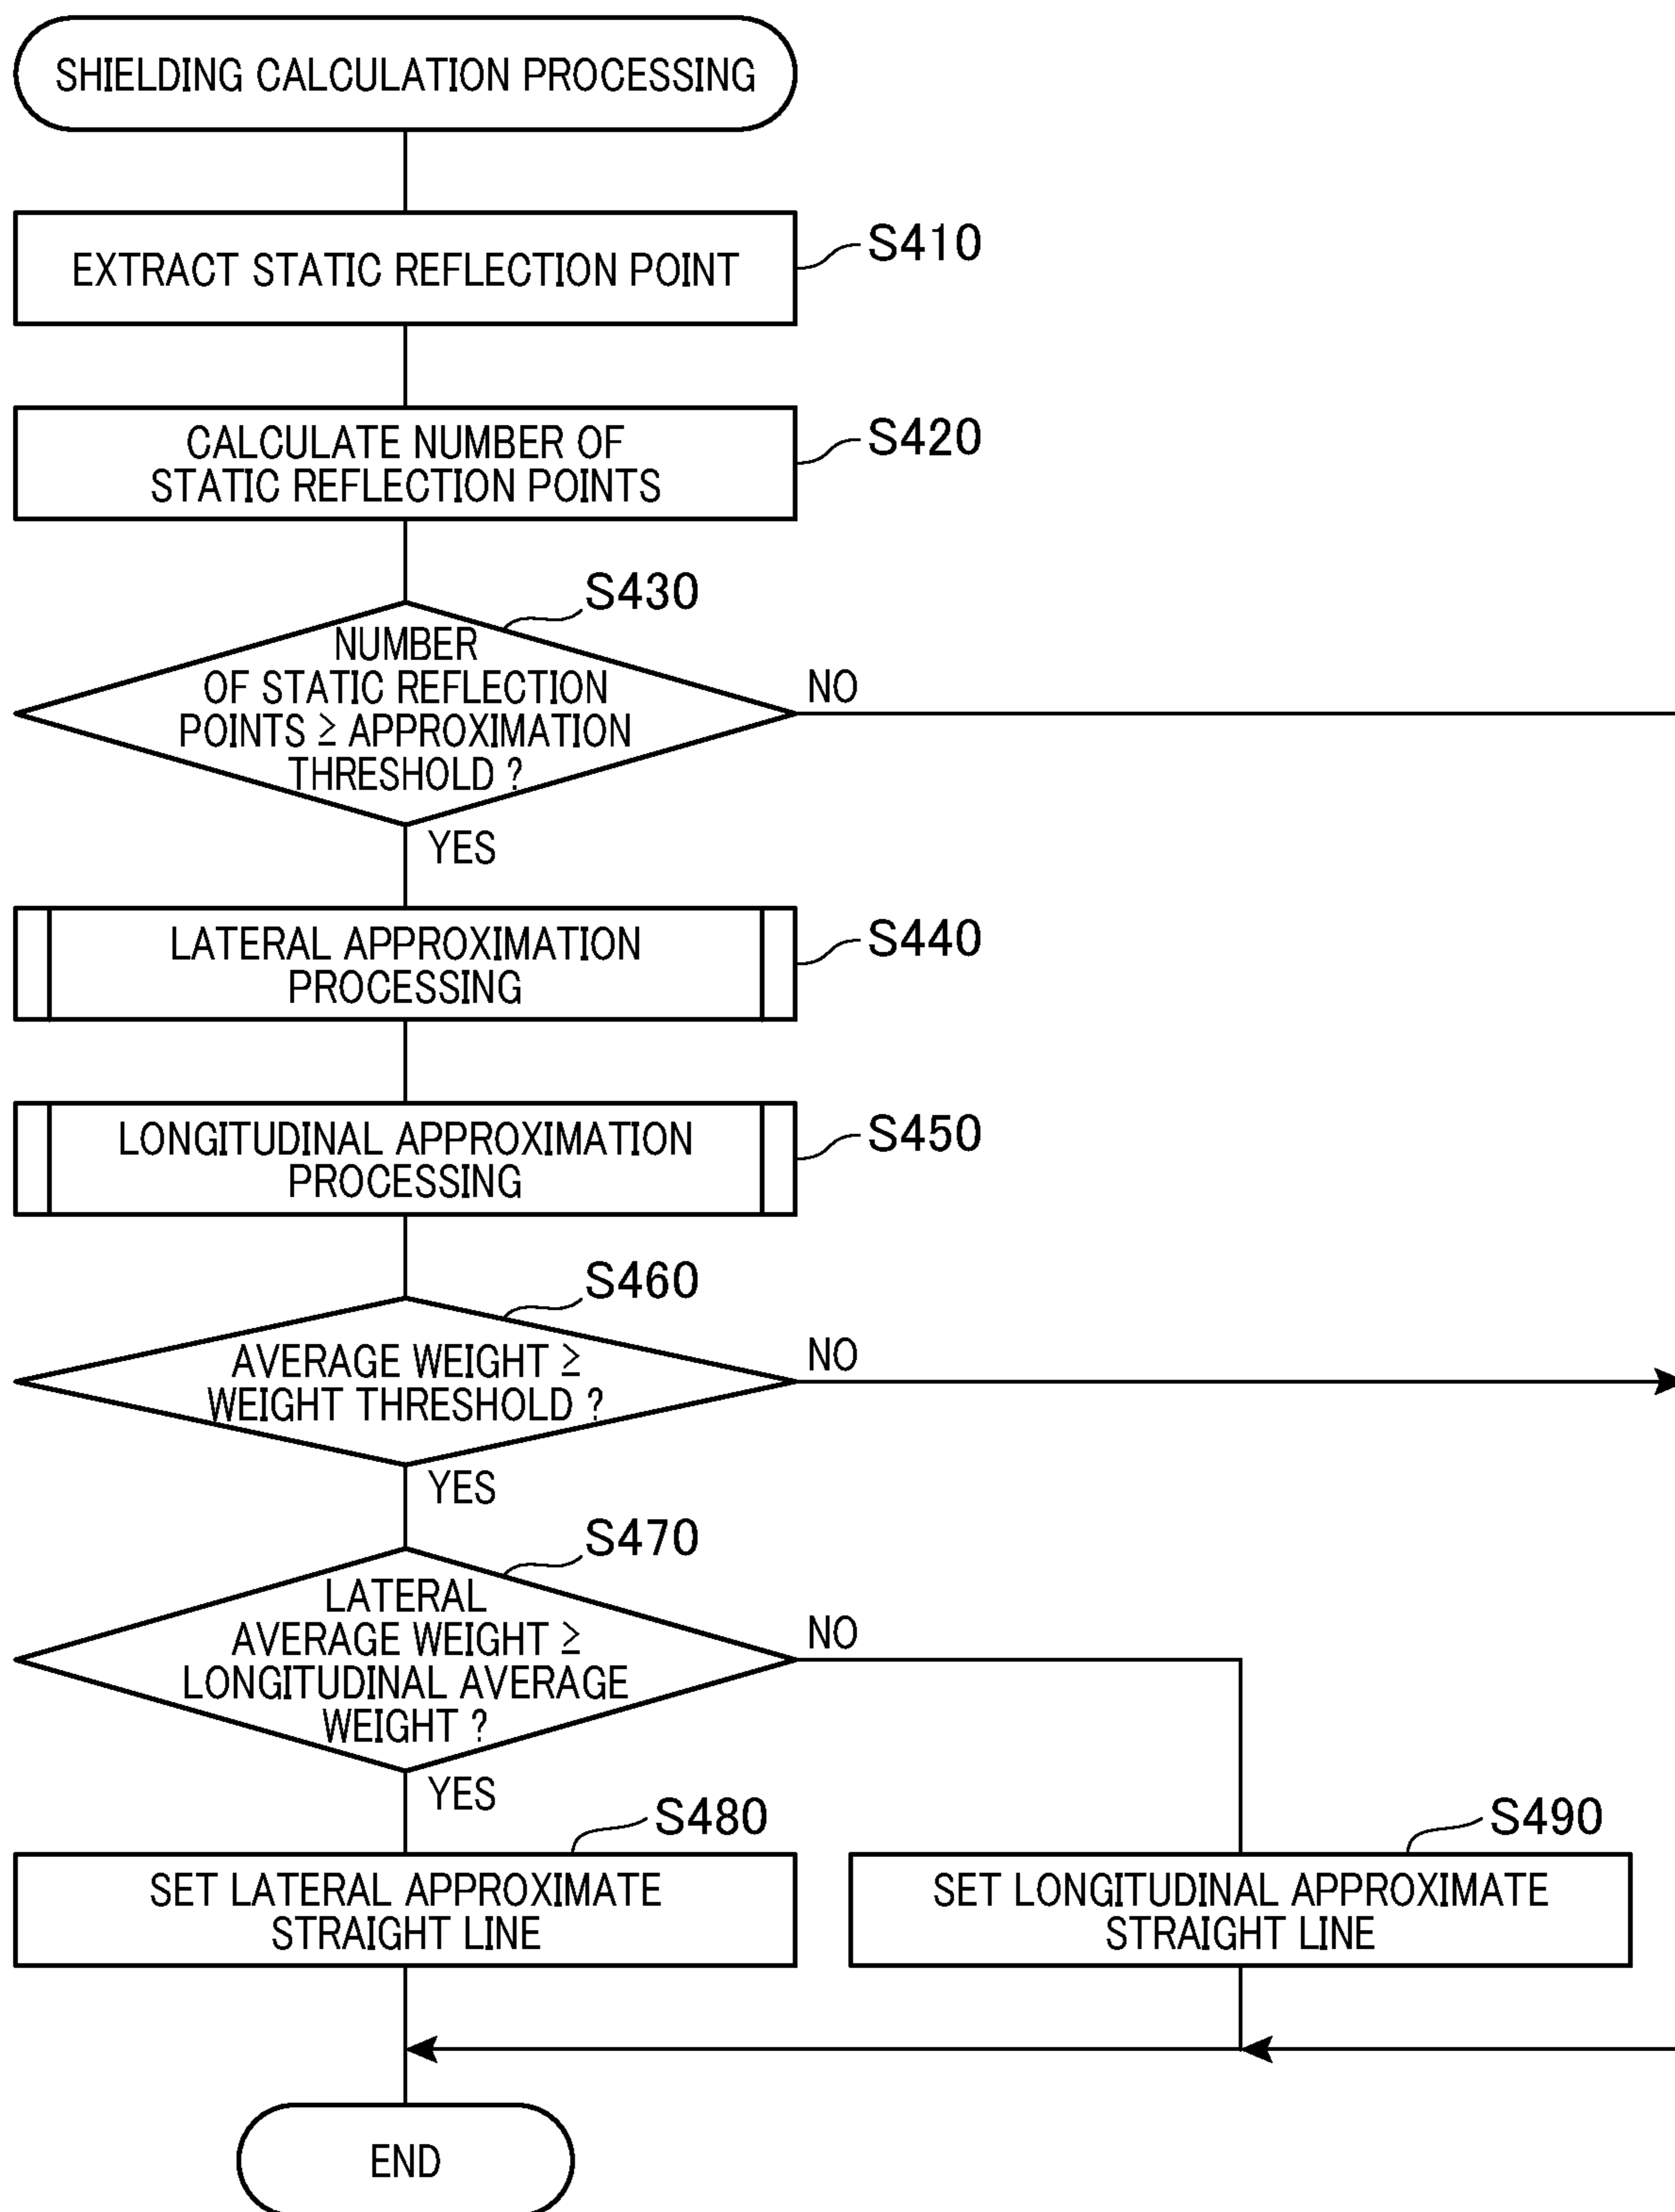 SHIELDING CALCULATION PROCESSING
EXTRACT STATIC REFLECTION POINT
S410
CALCULATE NUMBER OF
STATIC REFLECTION POINTS
S420
S430
NUMBER
OF STATIC REFLECTION
POINTS ≥ APPROXIMATION
THRESHOLD ?
NO
YES
LATERAL APPROXIMATION
PROCESSING
S440
LONGITUDINAL APPROXIMATION
PROCESSING
S450
S460
AVERAGE WEIGHT ≥
WEIGHT THRESHOLD ?
NO
YES
S470
LATERAL
AVERAGE WEIGHT ≥
LONGITUDINAL AVERAGE
WEIGHT ?
NO
YES
S480
SET LATERAL APPROXIMATE
STRAIGHT LINE
S490
SET LONGITUDINAL APPROXIMATE
STRAIGHT LINE
END